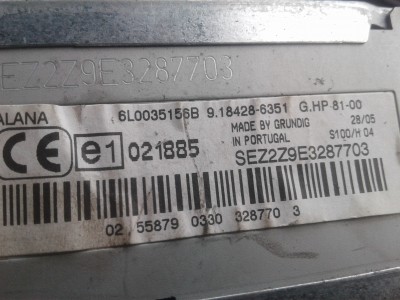 SEZ2Z9E3287703
ALANA 6L0035156B 9.18428-6351 G.HP 81-00
MADE BY GRUNDIG 28/05
IN PORTUGAL S100/H 04
CE e1 021885 SEZ2Z9E3287703
02 55879 0330 328770 3